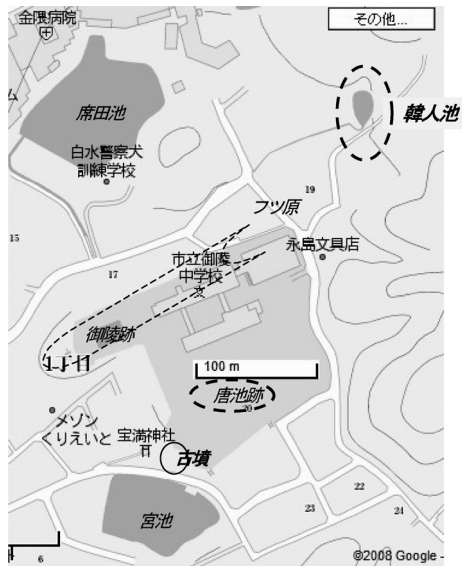 金隈病院
その他...
ム
席田池
韓人池
白水警察犬
訓練学校
19
フツ原
15
市立御陵
中学校
文
永島文具店
17
御陵跡
100 m
唐池跡
20
メゾン
くりえいと
宝満神社
古墳
22
宮池
23
24
6
©2008 Google -